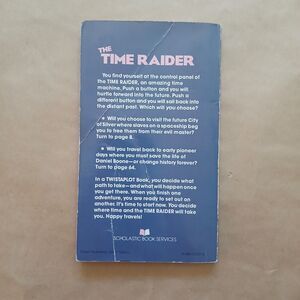 THE
TIME RAIDER
You find yourself at the control panel of
the TIME RAIDER, an amazing time
machine. Push a button and you will
hurtle forward into the future. Push a
different button and you will sail back into
the distant past. Which will you choose?
• Will you choose to visit the future City
of Silver where slaves on a spaceship beg
you to free them from their evil master?
Turn to page 8.
• Will you travel back to early pioneer
days where you must save the life of
Daniel Boone—or change history forever?
Turn to page 64.
In a TWISTAPLOT Book, you decide what
path to take—and what will happen once
you get there. When you finish one
adventure, you are ready to set out on
another. It's time to start now. You decide
where time and the TIME RAIDER will take
you. Happy travels!
SCHOLASTIC BOOK SERVICES